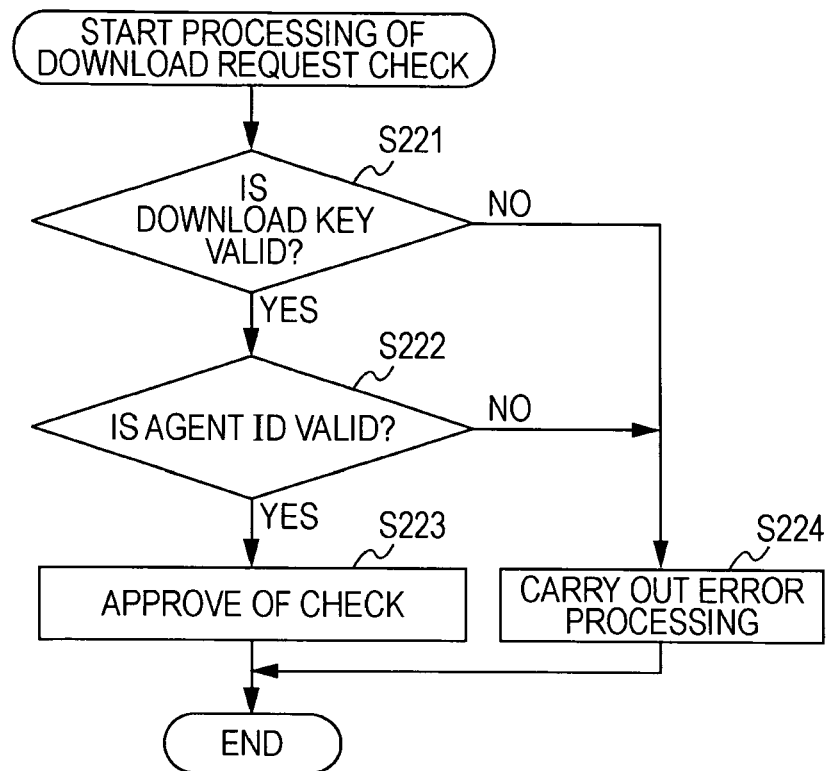 START PROCESSING OF
DOWNLOAD REQUEST CHECK
S221
IS
DOWNLOAD KEY
VALID?
NO
YES
S222
IS AGENT ID VALID?
NO
YES
S223
APPROVE OF CHECK
S224
CARRY OUT ERROR
PROCESSING
END